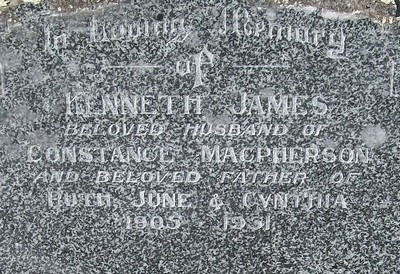 In Loving Memory
of
KENNETH JAMES
BELOVED HUSBAND OF
CONSTANCE MACPHERSON
AND BELOVED FATHER OF
RUTH, JUNE & CYNTHIA
1905 1951